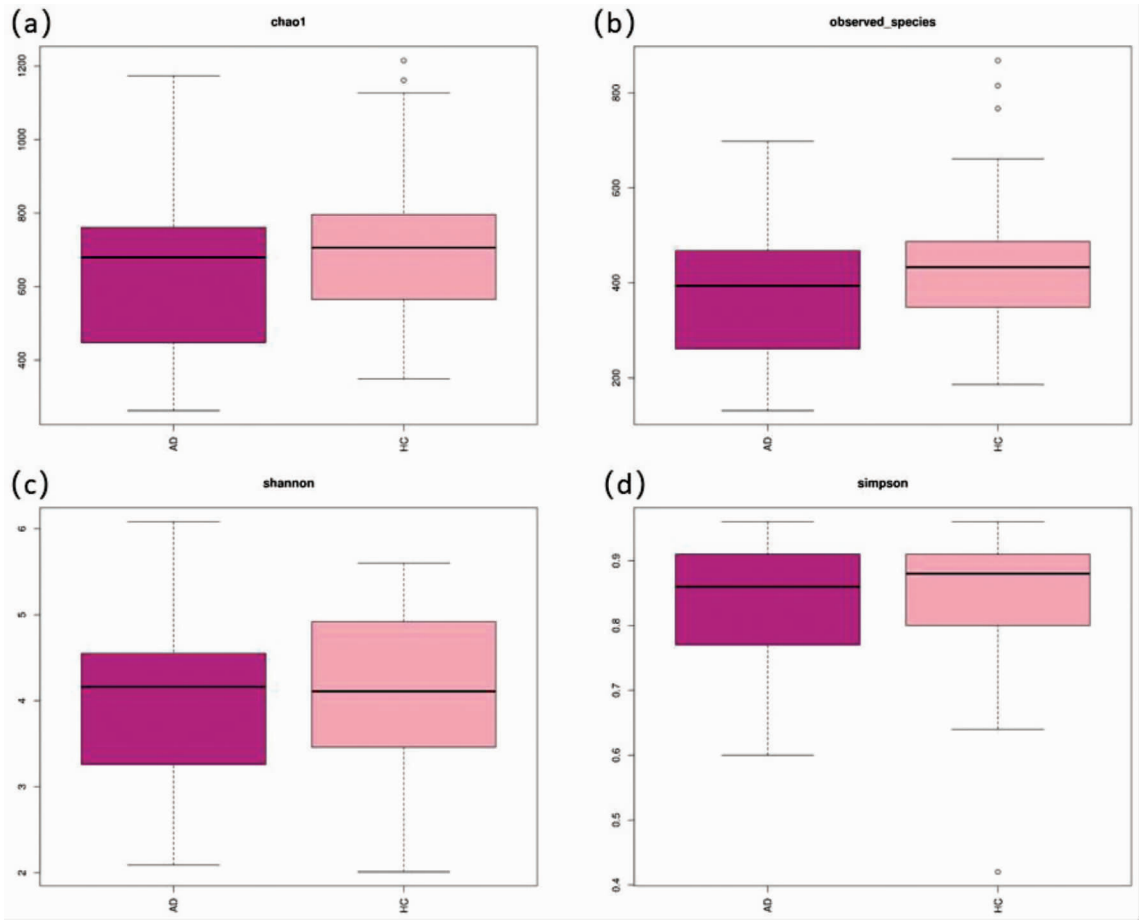 (a)
chao1
1200
1000
800
600
400
AD
HC
(b)
observed_species
800
600
400
200
AD
HC
(c)
shannon
6
5
4
3
2
AD
HC
(d)
simpson
0.9
0.8
0.7
0.6
0.5
0.4
AD
HC